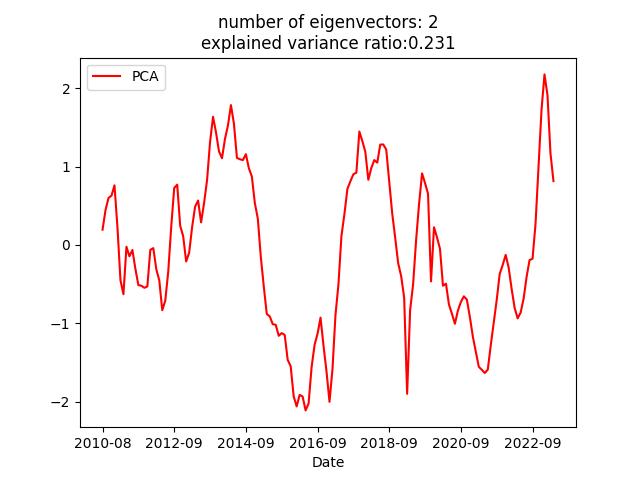 number of eigenvectors: 2
explained variance ratio:0.231
PCA
2
1
0
−1
−2
2010-08 2012-09 2014-09 2016-09 2018-09 2020-09 2022-09
Date